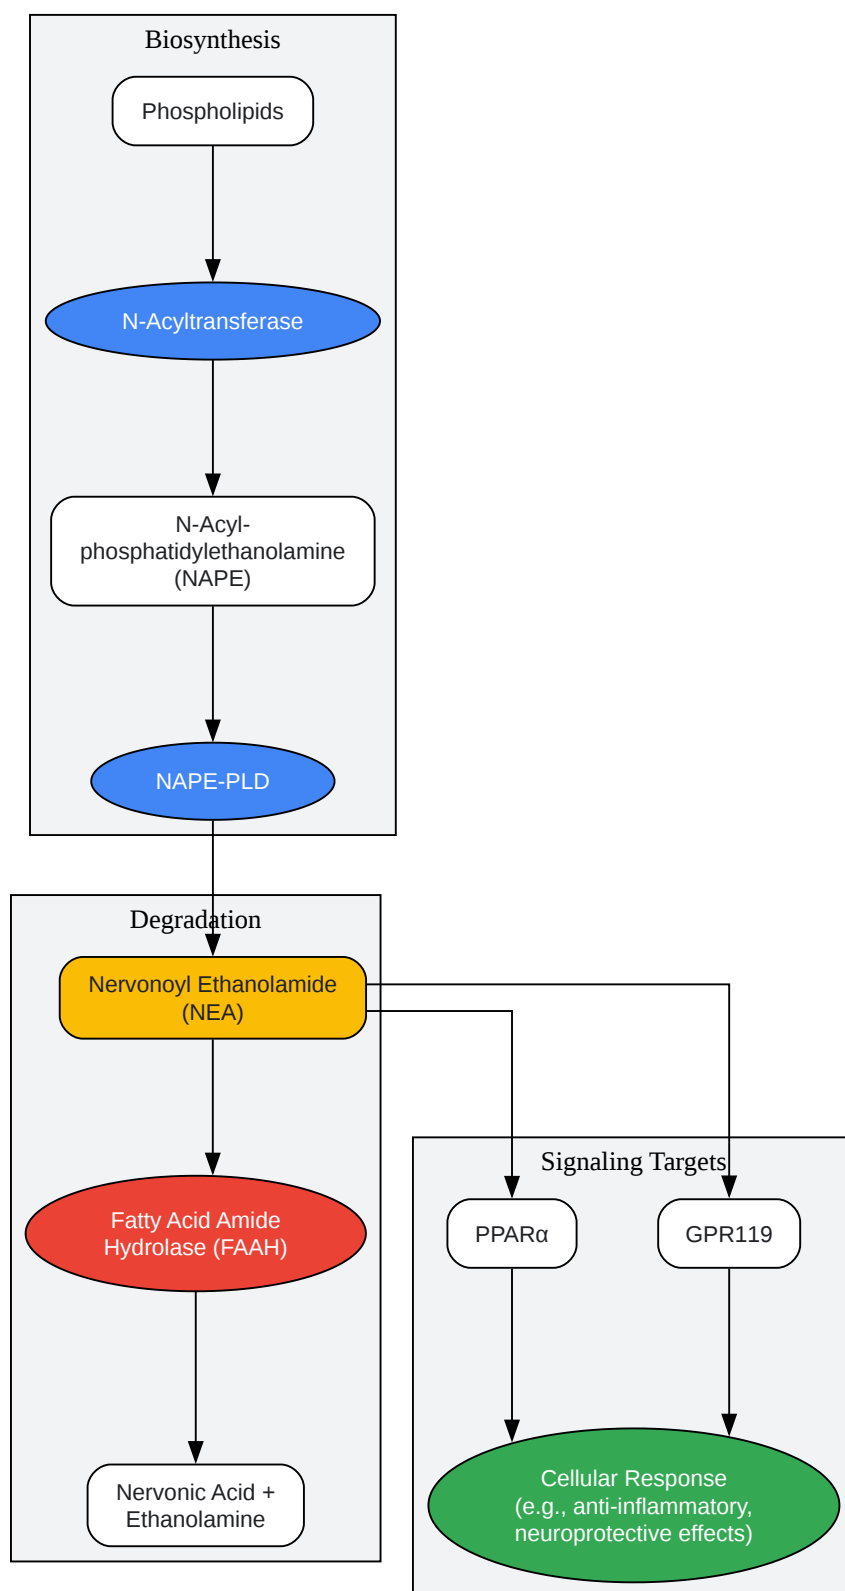 Biosynthesis
Phospholipids
N-Acyltransferase
N-Acyl-
phosphatidylethanolamine
(NAPE)
NAPE-PLD
Degradation
Nervonoyl Ethanolamide
(NEA)
Signaling Targets
Fatty Acid Amide
Hydrolase (FAAH)
PPARα
GPR119
Nervonic Acid +
Ethanolamine
Cellular Response
(e.g., anti-inflammatory,
neuroprotective effects)